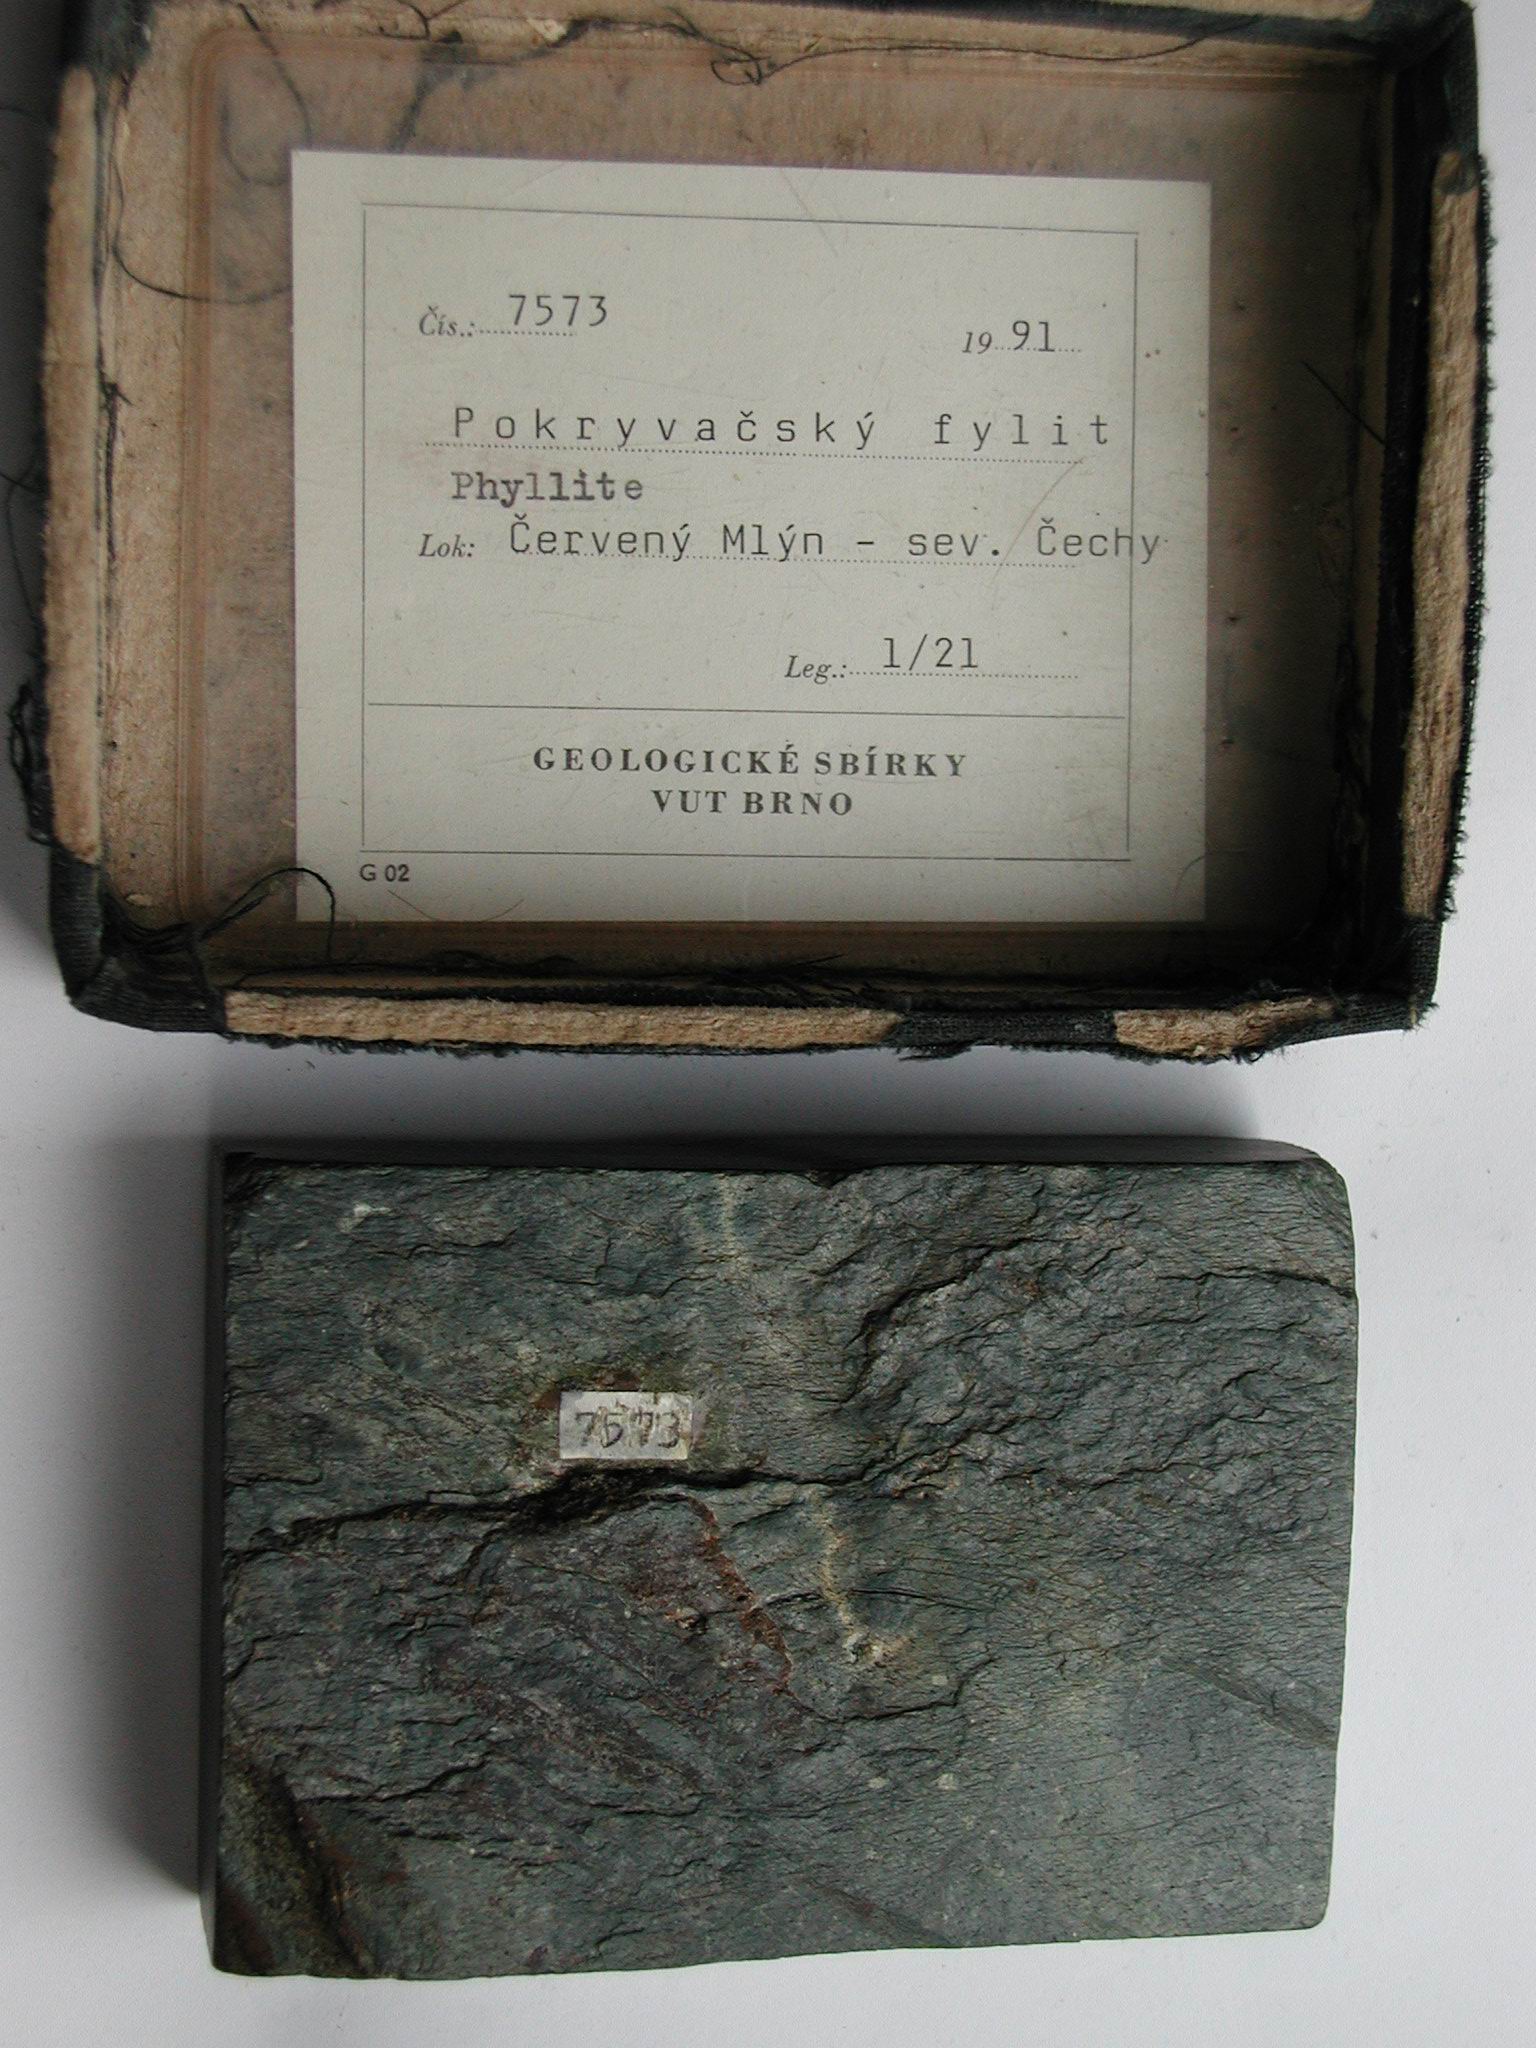 Čís.: 7573
19 91
Pokryvačský fylit
Phyllite
Lok: Červený Mlýn - sev. Čechy
Leg.: 1/21
GEOLOGICKÉ SBÍRKY
VUT BRNO
G 02
7573